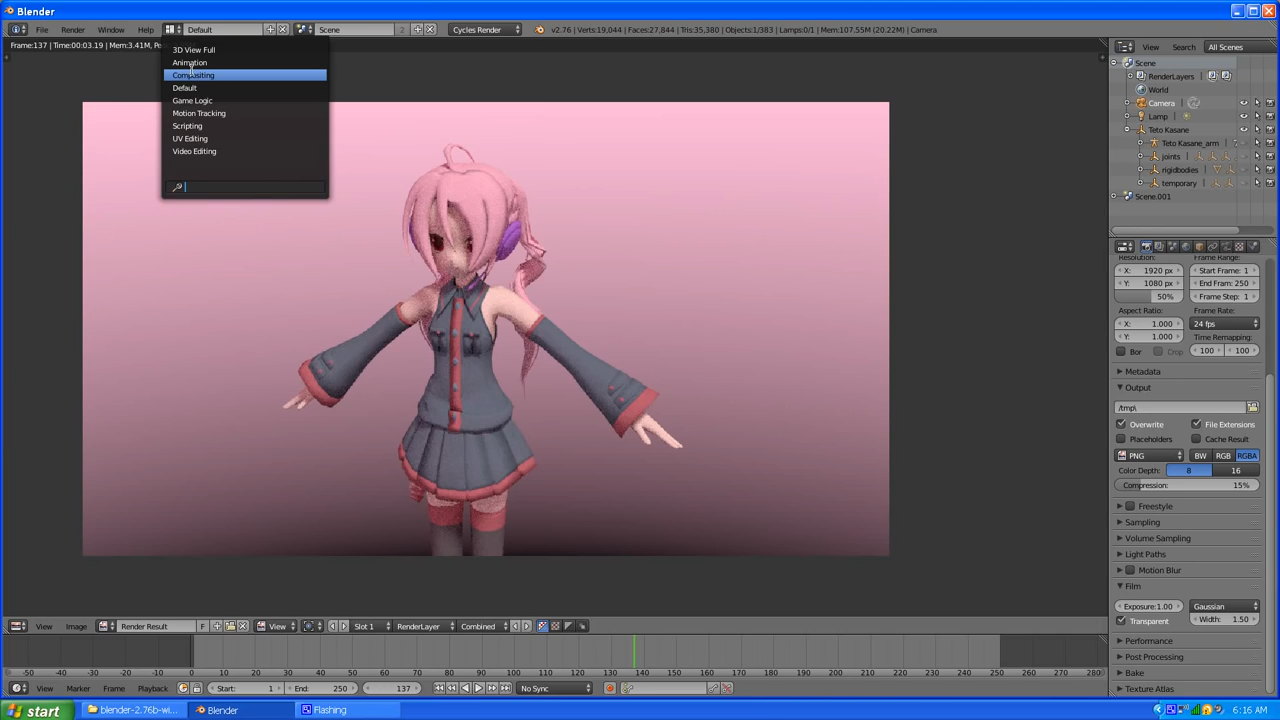 Blender
File Render Window Help Default Scene 2 Cycles Render v2.76 | Verts:19,044 | Faces:27,844 | Tris:35,380 | Objects:1/383 | Lamps:0/1 | Mem:107.55M (20.22M) | Camera
Frame:137 | Time:00:03.19 | Mem:3.41M,
3D View Full
Animation
Compositing
Default
Game Logic
Motion Tracking
Scripting
UV Editing
Video Editing
View Search All Scenes
Scene
RenderLayers
World
Camera
Lamp
Teto Kasane
Teto Kasane_arm
joints
rigidbodies
temporary
Scene.001
Resolution: Frame Range:
X: 1920 px Start Frame: 1
Y: 1080 px End Fram: 250
50% Frame Step: 1
Aspect Ratio: Frame Rate:
X: 1.000 24 fps
Y: 1.000 Time Remapping:
Bor Crop 100 100
Metadata
Output
/tmp\
Overwrite File Extensions
Placeholders Cache Result
PNG BW RGB RGBA
Color Depth: 8 16
Compression: 15%
Freestyle
Sampling
Volume Sampling
Light Paths
Motion Blur
Film
Exposure:1.00 Gaussian
Transparent Width: 1.50
Performance
Post Processing
Bake
Texture Atlas
View Image Render Result F View Slot 1 RenderLayer Combined
-50 -40 -30 -20 -10 0 10 20 30 40 50 60 70 80 90 100 110 120 130 140 150 160 170 180 190 200 210 220 230 240 250 260 270 280
View Marker Frame Playback Start: 1 End: 250 137 No Sync
start blender-2.76b-wi... Blender Flashing 6:16 AM